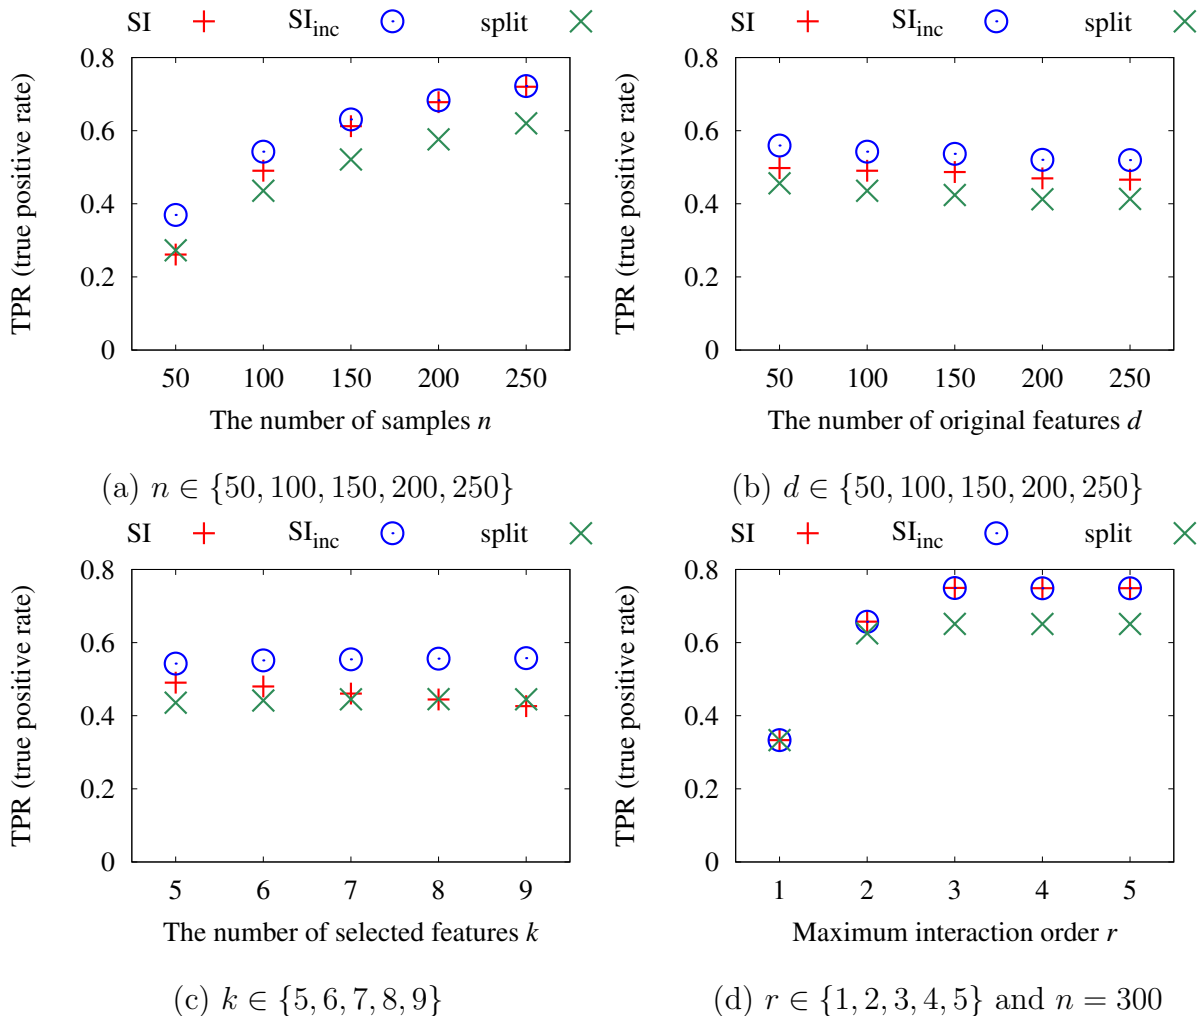 SI SI_inc split SI SI_inc split
0.8
0.6
0.4
0.2
0
TPR (true positive rate)
50 100 150 200 250
The number of samples n
0.8
0.6
0.4
0.2
0
TPR (true positive rate)
50 100 150 200 250
The number of original features d
(a) n ∈ {50, 100, 150, 200, 250}
(b) d ∈ {50, 100, 150, 200, 250}
SI SI_inc split SI SI_inc split
0.8
0.6
0.4
0.2
0
TPR (true positive rate)
5 6 7 8 9
The number of selected features k
0.8
0.6
0.4
0.2
0
TPR (true positive rate)
1 2 3 4 5
Maximum interaction order r
(c) k ∈ {5, 6, 7, 8, 9}
(d) r ∈ {1, 2, 3, 4, 5} and n = 300